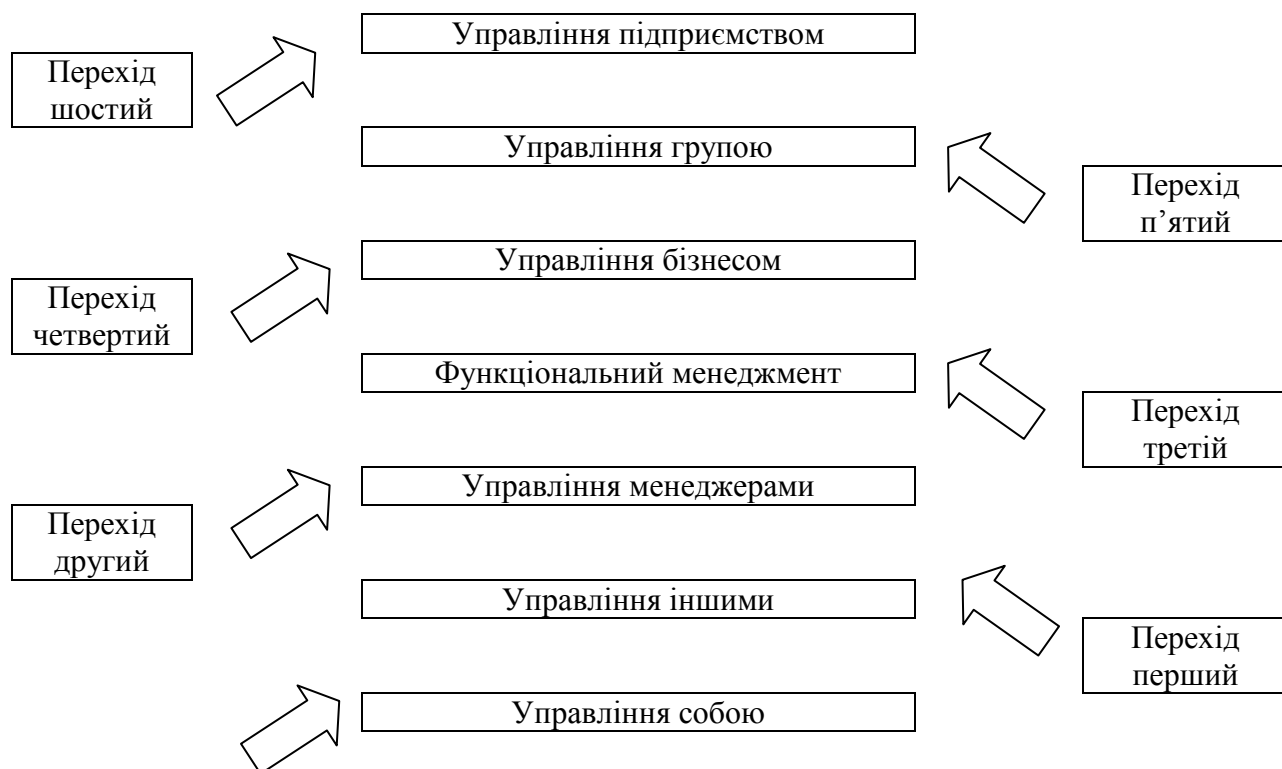 Управління підприємством
Перехід
шостий
Управління групою
Перехід
п’ятий
Управління бізнесом
Перехід
четвертий
Функціональний менеджмент
Перехід
третій
Управління менеджерами
Перехід
другий
Управління іншими
Перехід
перший
Управління собою